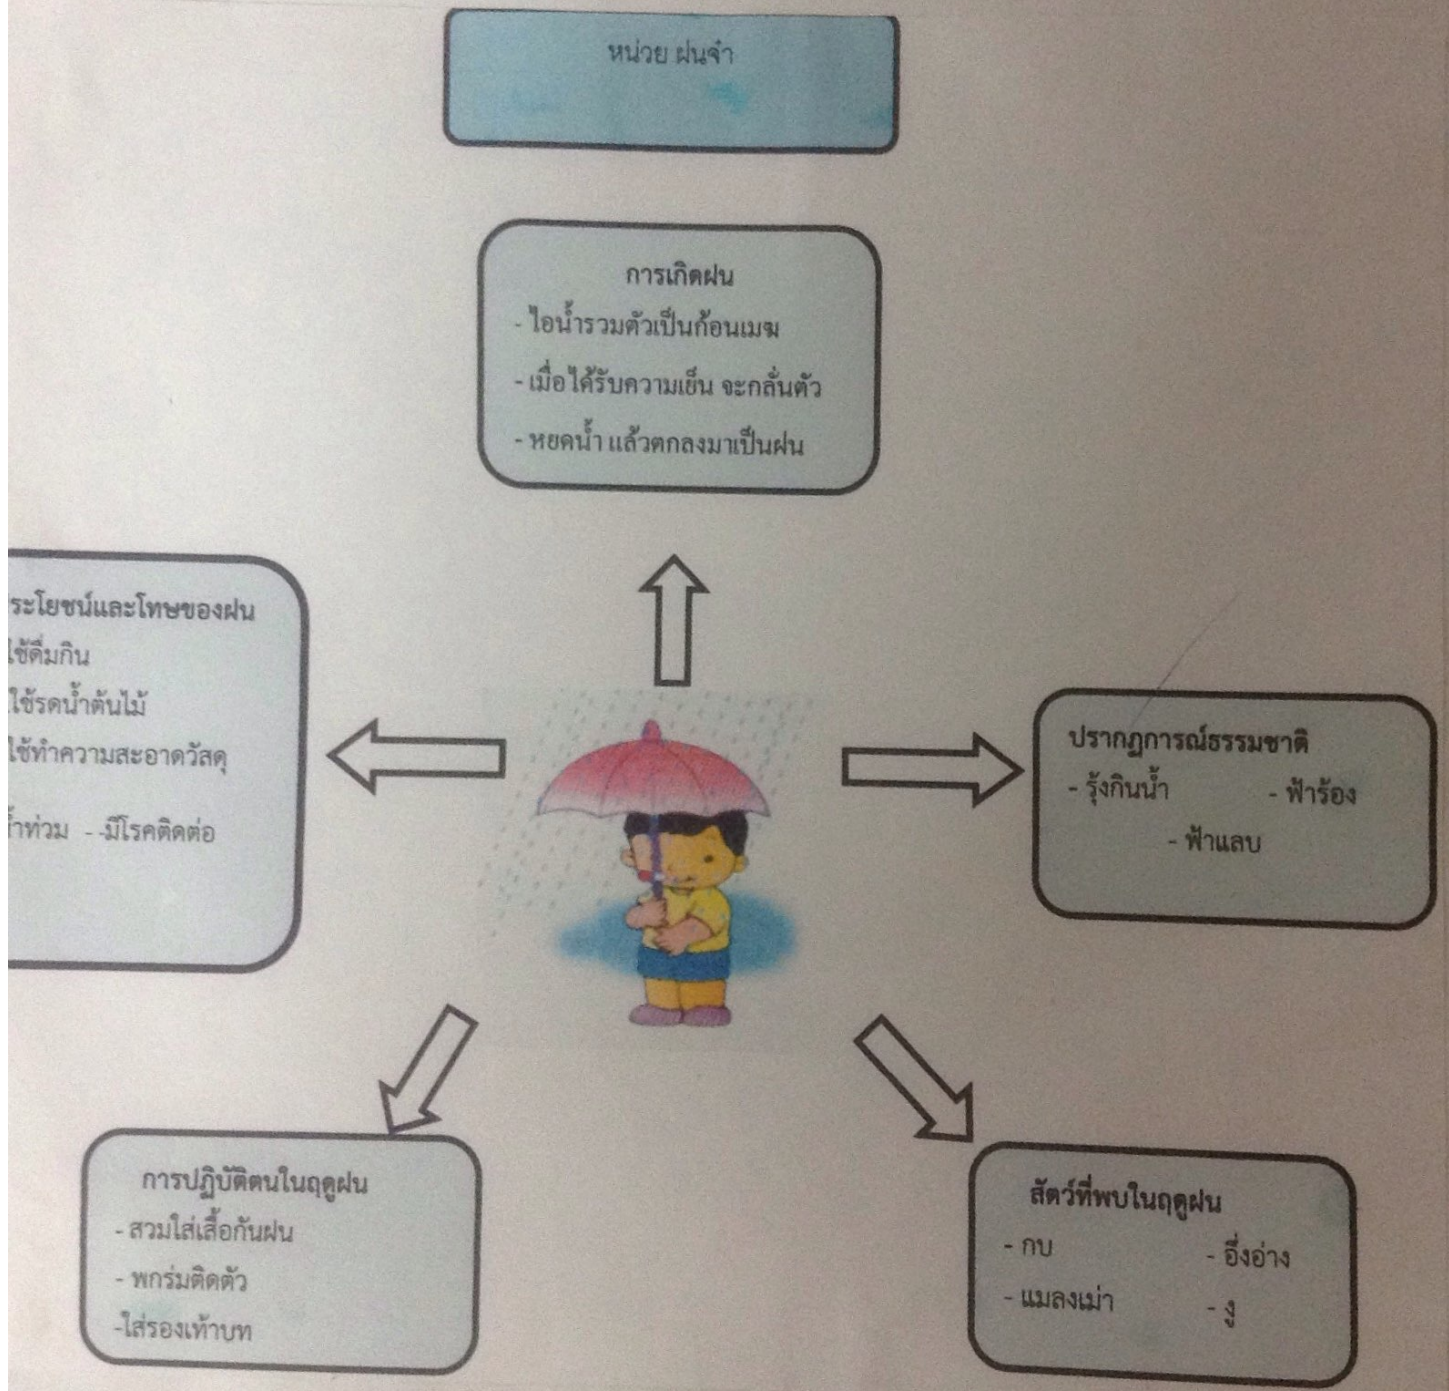 หน่วย ฝนจ๋า
การเกิดฝน
- ไอน้ำรวมตัวเป็นก้อนเมฆ
- เมื่อได้รับความเย็น จะกลั่นตัว
- หยดน้ำ แล้วตกลงมาเป็นฝน
ระโยชน์และโทษของฝน
ใช้ดื่มกิน
ใช้รดน้ำต้นไม้
ใช้ทำความสะอาดวัสดุ
้ำท่วม - -มีโรคติดต่อ
ปรากฏการณ์ธรรมชาติ
- รุ้งกินน้ำ - ฟ้าร้อง
- ฟ้าแลบ
การปฏิบัติตนในฤดูฝน
- สวมใส่เสื้อกันฝน
- พกร่มติดตัว
-ใส่รองเท้าบท
สัตว์ที่พบในฤดูฝน
- กบ - อึ่งอ่าง
- แมลงเม่า - งู